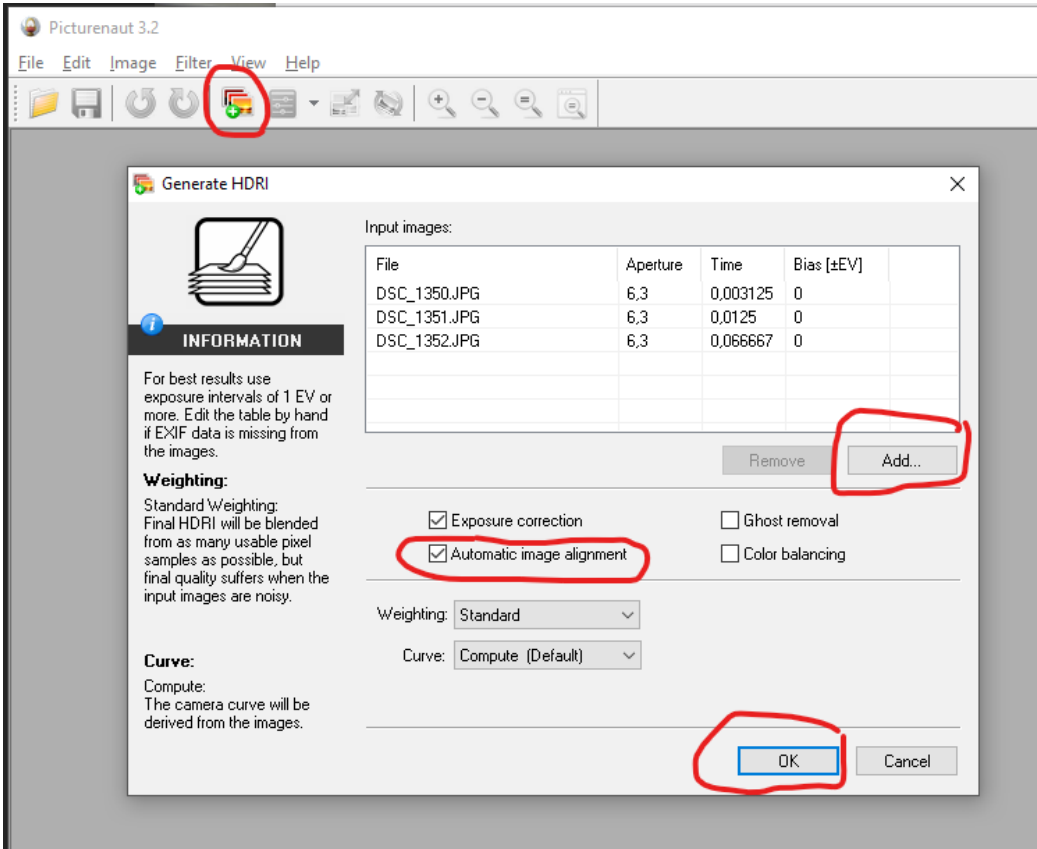 Picturenaut 3.2
File Edit Image Filter View Help
Generate HDRI
INFORMATION
For best results use
exposure intervals of 1 EV or
more. Edit the table by hand
if EXIF data is missing from
the images.
Weighting:
Standard Weighting:
Final HDRI will be blended
from as many usable pixel
samples as possible, but
final quality suffers when the
input images are noisy.
Curve:
Compute:
The camera curve will be
derived from the images.
Input images:
File Aperture Time Bias [±EV]
DSC_1350.JPG 6,3 0,003125 0
DSC_1351.JPG 6,3 0,0125 0
DSC_1352.JPG 6,3 0,066667 0
Remove Add...
Exposure correction Ghost removal
Automatic image alignment Color balancing
Weighting: Standard
Curve: Compute (Default)
OK Cancel